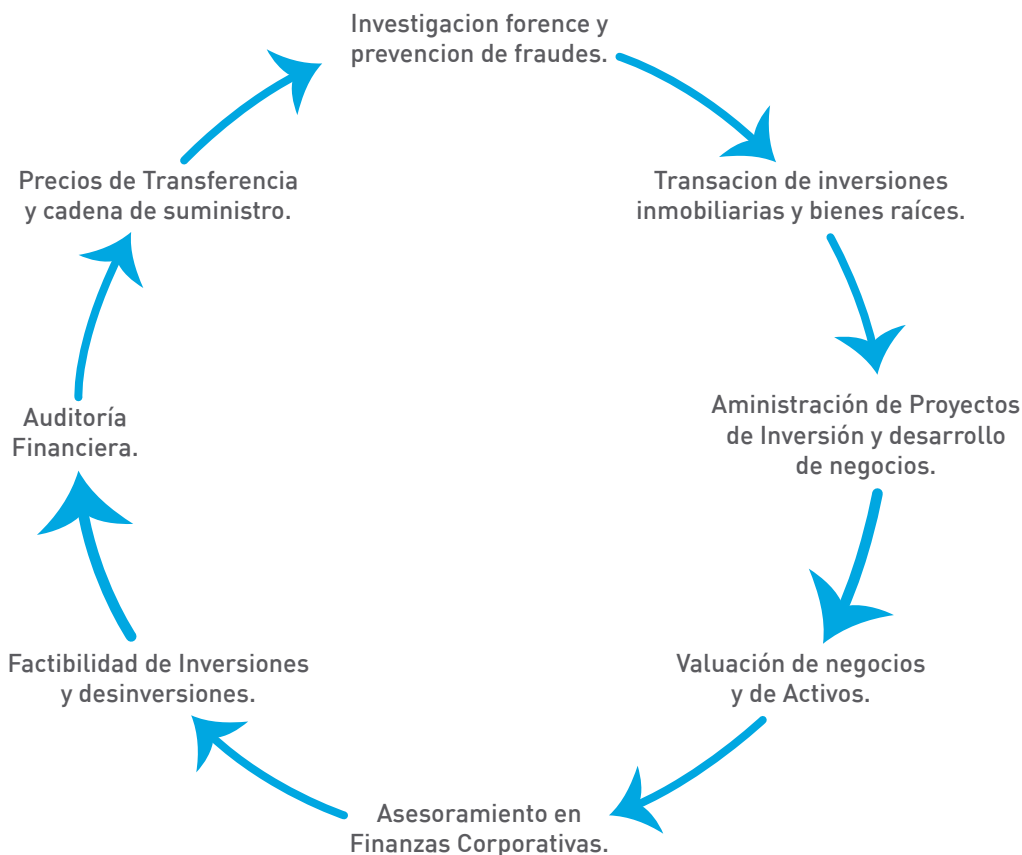 Investigacion forence y
prevencion de fraudes.
Transacion de inversiones
inmobiliarias y bienes raíces.
Aministración de Proyectos
de Inversión y desarrollo
de negocios.
Valuación de negocios
y de Activos.
Asesoramiento en
Finanzas Corporativas.
Factibilidad de Inversiones
y desinversiones.
Auditoría
Financiera.
Precios de Transferencia
y cadena de suministro.